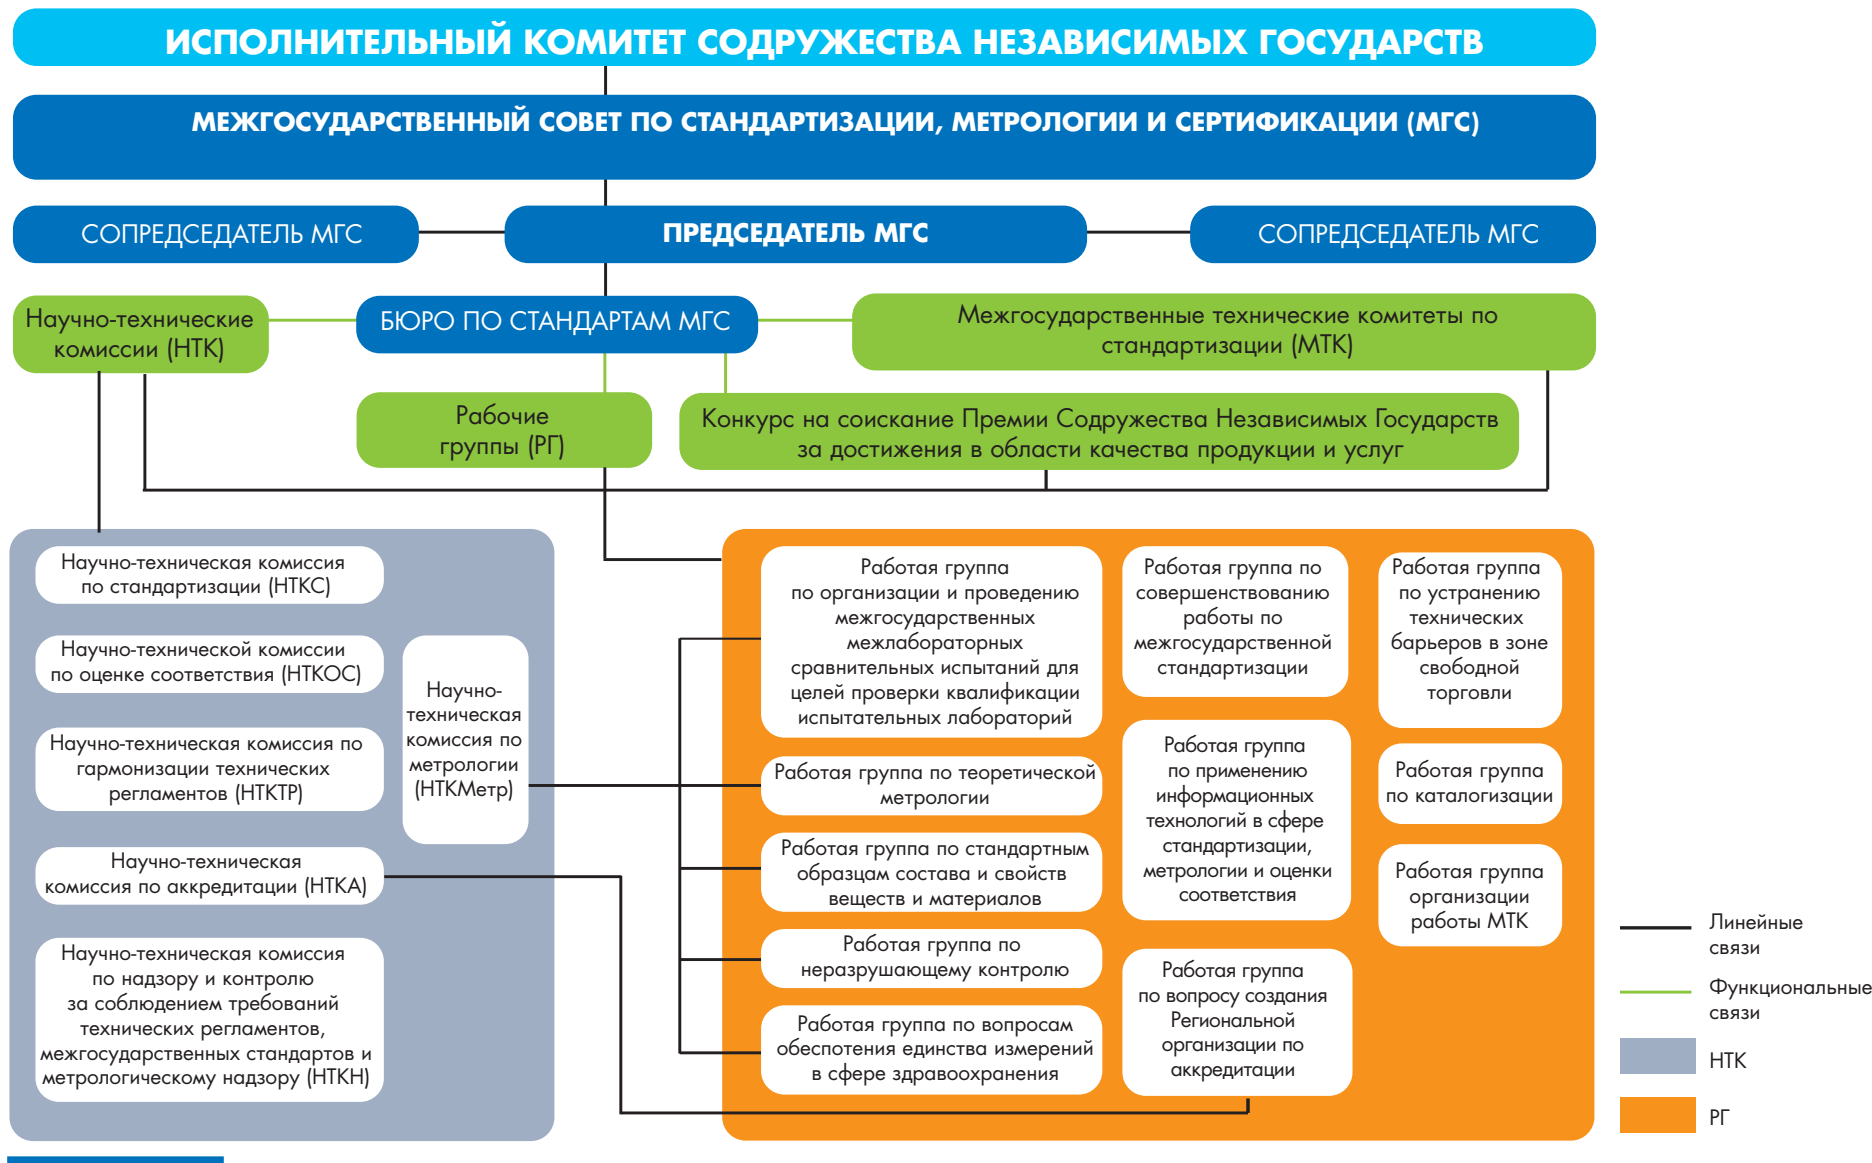 ИСПОЛНИТЕЛЬНЫЙ КОМИТЕТ СОДРУЖЕСТВА НЕЗАВИСИМЫХ ГОСУДАРСТВ
МЕЖГОСУДАРСТВЕННЫЙ СОВЕТ ПО СТАНДАРТИЗАЦИИ, МЕТРОЛОГИИ И СЕРТИФИКАЦИИ (МГС)
СОПРЕДСЕДАТЕЛЬ МГС
ПРЕДСЕДАТЕЛЬ МГС
СОПРЕДСЕДАТЕЛЬ МГС
Научно-технические
комиссии (НТК)
БЮРО ПО СТАНДАРТАМ МГС
Межгосударственные технические комитеты по
стандартизации (МТК)
Рабочие
группы (РГ)
Конкурс на соискание Премии Содружества Независимых Государств
за достижения в области качества продукции и услуг
Научно-техническая комиссия
по стандартизации (НТКС)
Научно-технической комиссии
по оценке соответствия (НТКОС)
Научно-техническая комиссия по
гармонизации технических
регламентов (НТКТР)
Научно-техническая
комиссия по аккредитации (НТКА)
Научно-техническая комиссия
по надзору и контролю
за соблюдением требований
технических регламентов,
межгосударственных стандартов и
метрологическому надзору (НТКН)
Научно-
техническая
комиссия по
метрологии
(НТКМетр)
Работая группа
по организации и проведению
межгосударственных
межлабораторных
сравнительных испытаний для
целей проверки квалификации
испытательных лабораторий
Работая группа по теоретической
метрологии
Работая группа по стандартным
образцам состава и свойств
веществ и материалов
Работая группа по
неразрушающему контролю
Работая группа по вопросам
обеспотения единства измерений
в сфере здравоохранения
Работая группа по
совершенствованию
работы по
межгосударственной
стандартизации
Работая группа
по применению
информационных
технологий в сфере
стандартизации,
метрологии и оценки
соответствия
Работая группа
по вопросу создания
Региональной
организации по
аккредитации
Работая группа
по устранению
технических
барьеров в зоне
свободной
торговли
Работая группа
по каталогизации
Работая группа
организации
работы МТК
Линейные
связи
Функциональные
связи
НТК
РГ